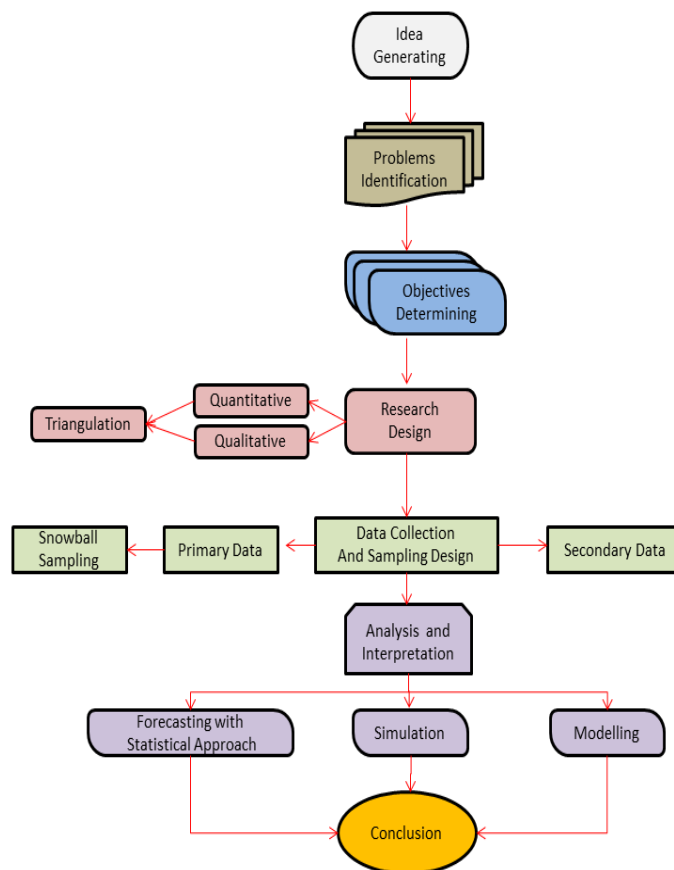 Idea
Generating
Problems
Identification
Objectives
Determining
Quantitative
Triangulation
Qualitative
Research
Design
Snowball
Sampling
Primary Data
Data Collection
And Sampling Design
Secondary Data
Analysis and
Interpretation
Forecasting with
Statistical Approach
Simulation
Modelling
Conclusion